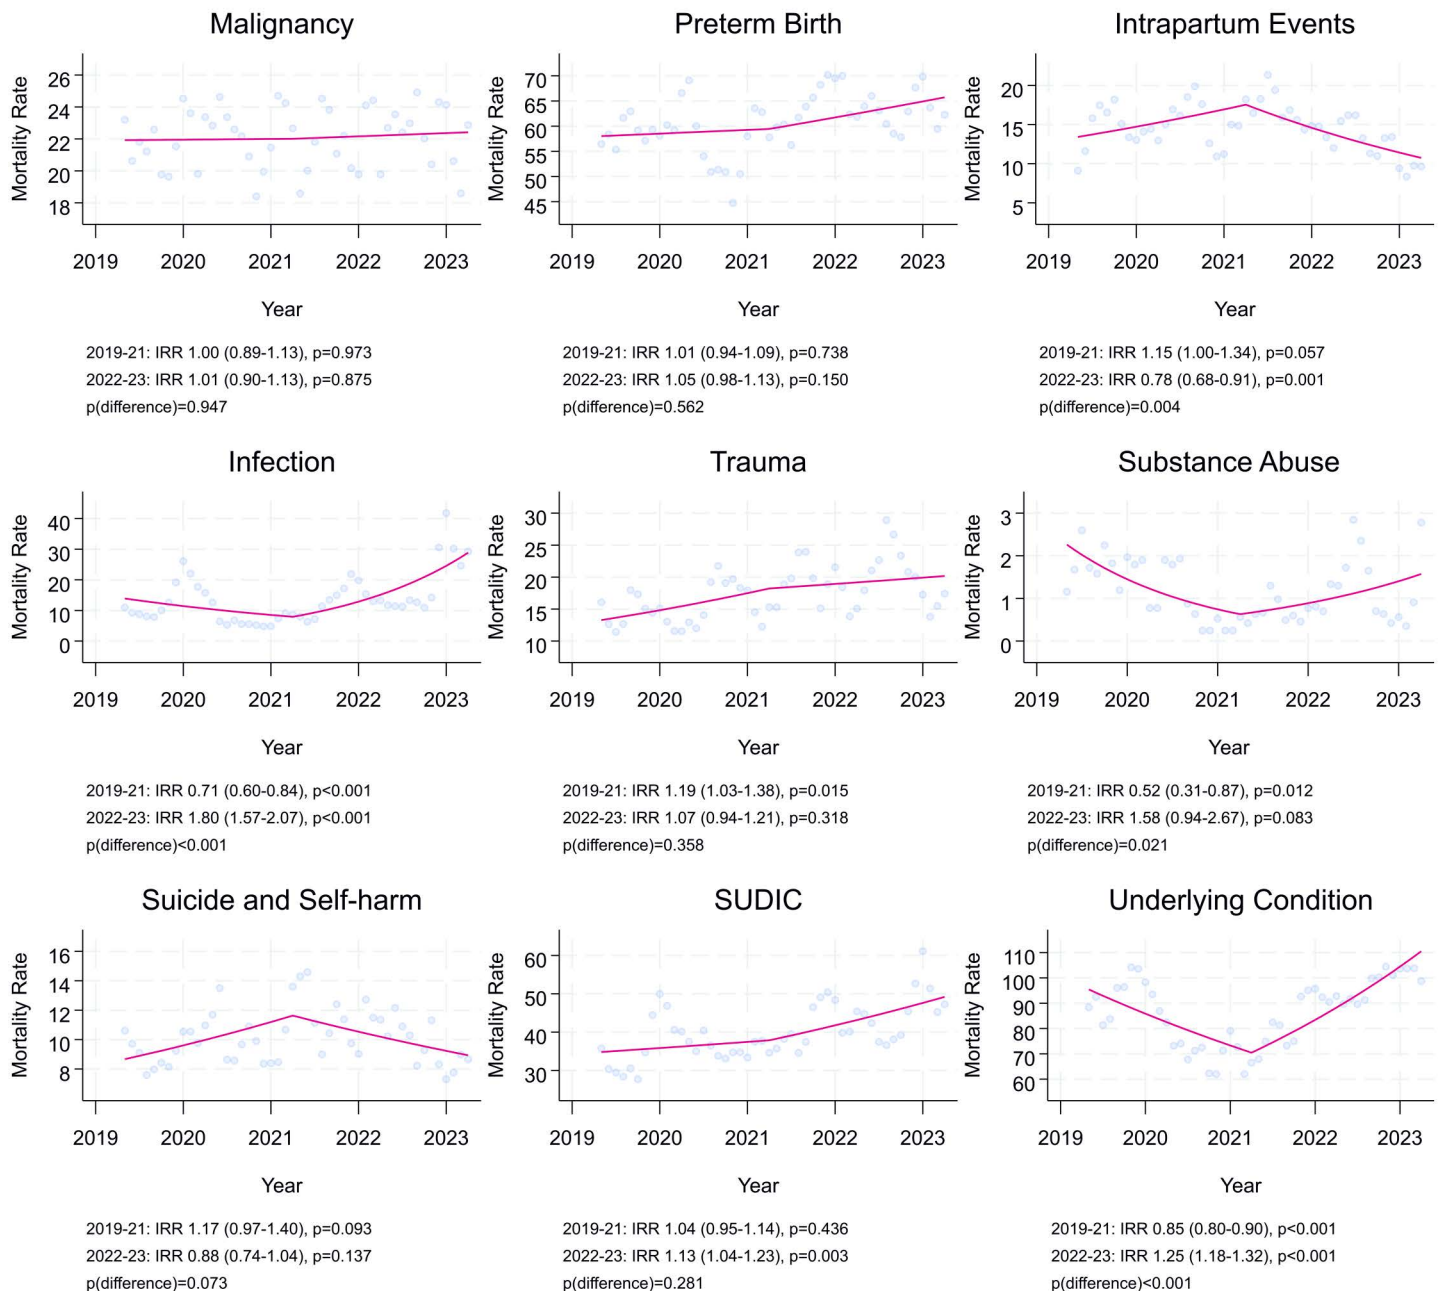 Malignancy
Mortality Rate
26
24
22
20
18
2019 2020 2021 2022 2023
Year
2019-21: IRR 1.00 (0.89-1.13), p=0.973
2022-23: IRR 1.01 (0.90-1.13), p=0.875
p(difference)=0.947
Preterm Birth
Mortality Rate
70
65
60
55
50
45
2019 2020 2021 2022 2023
Year
2019-21: IRR 1.01 (0.94-1.09), p=0.738
2022-23: IRR 1.05 (0.98-1.13), p=0.150
p(difference)=0.562
Intrapartum Events
Mortality Rate
20
15
10
5
2019 2020 2021 2022 2023
Year
2019-21: IRR 1.15 (1.00-1.34), p=0.057
2022-23: IRR 0.78 (0.68-0.91), p=0.001
p(difference)=0.004
Infection
Mortality Rate
40
30
20
10
0
2019 2020 2021 2022 2023
Year
2019-21: IRR 0.71 (0.60-0.84), p<0.001
2022-23: IRR 1.80 (1.57-2.07), p<0.001
p(difference)<0.001
Trauma
Mortality Rate
30
25
20
15
10
2019 2020 2021 2022 2023
Year
2019-21: IRR 1.19 (1.03-1.38), p=0.015
2022-23: IRR 1.07 (0.94-1.21), p=0.318
p(difference)=0.358
Substance Abuse
Mortality Rate
3
2
1
0
2019 2020 2021 2022 2023
Year
2019-21: IRR 0.52 (0.31-0.87), p=0.012
2022-23: IRR 1.58 (0.94-2.67), p=0.083
p(difference)=0.021
Suicide and Self-harm
Mortality Rate
16
14
12
10
8
2019 2020 2021 2022 2023
Year
2019-21: IRR 1.17 (0.97-1.40), p=0.093
2022-23: IRR 0.88 (0.74-1.04), p=0.137
p(difference)=0.073
SUDIC
Mortality Rate
60
50
40
30
2019 2020 2021 2022 2023
Year
2019-21: IRR 1.04 (0.95-1.14), p=0.436
2022-23: IRR 1.13 (1.04-1.23), p=0.003
p(difference)=0.281
Underlying Condition
Mortality Rate
110
100
90
80
70
60
2019 2020 2021 2022 2023
Year
2019-21: IRR 0.85 (0.80-0.90), p<0.001
2022-23: IRR 1.25 (1.18-1.32), p<0.001
p(difference)<0.001